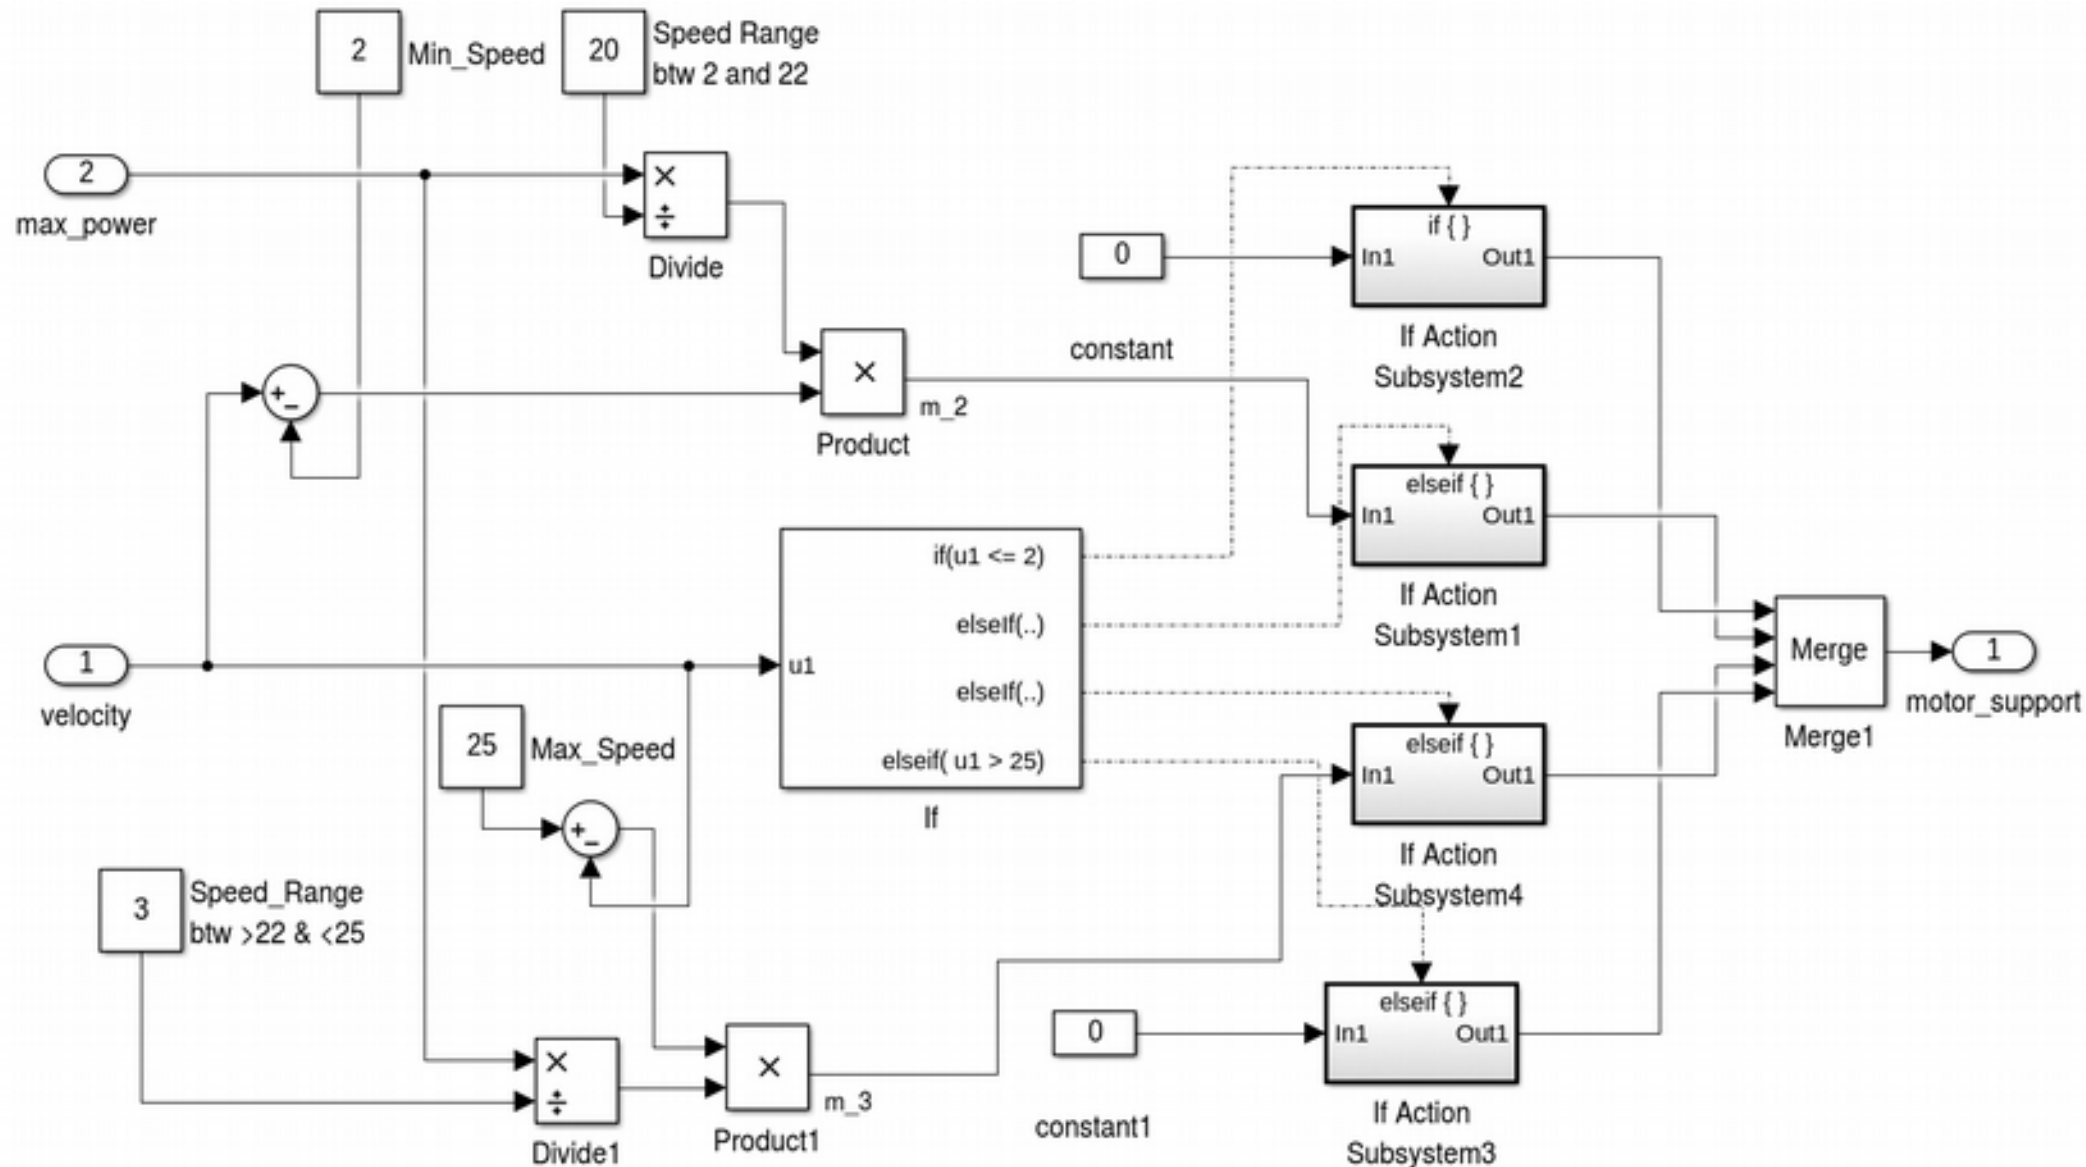 2
Min_Speed
20
Speed Range
btw 2 and 22
2
max_power
×
÷
Divide
0
constant
if { }
In1
Out1
If Action
Subsystem2
+
−
×
m_2
Product
elseif { }
In1
Out1
If Action
Subsystem1
if(u1 <= 2)
elseIf(..)
u1
elseIf(..)
elseif( u1 > 25)
If
1
velocity
25
Max_Speed
+
−
Merge
Merge1
1
motor_support
elseif { }
In1
Out1
If Action
Subsystem4
3
Speed_Range
btw >22 & <25
×
÷
Divide1
×
m_3
Product1
0
constant1
elseif { }
In1
Out1
If Action
Subsystem3